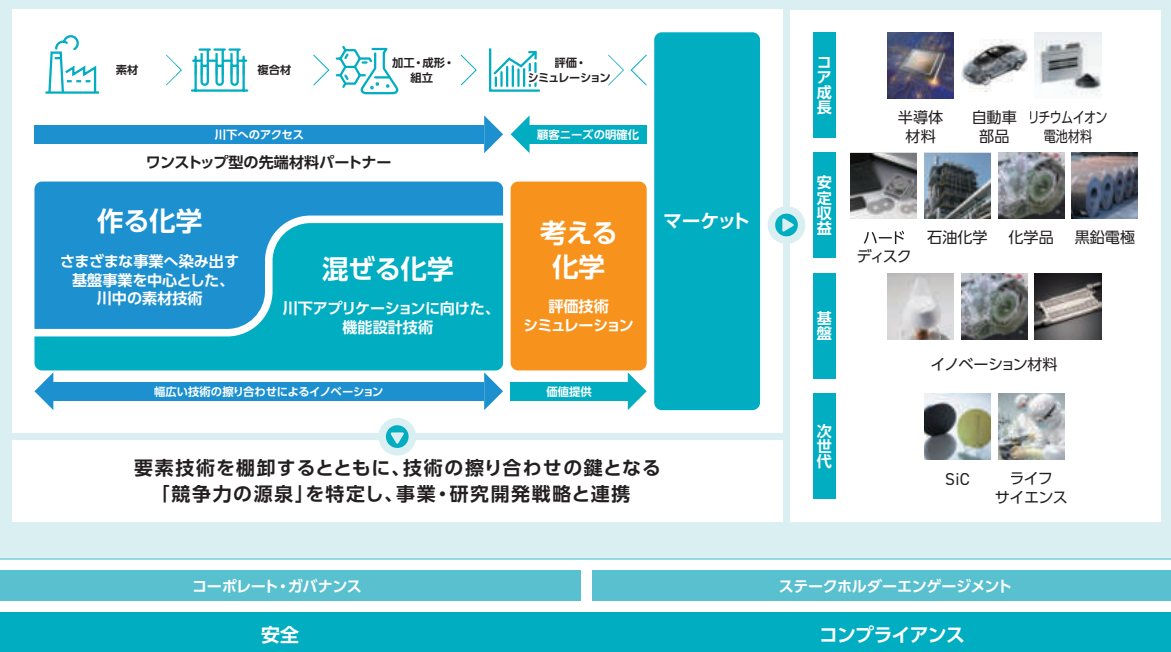 素材
複合材
加工・成形・
組立
評価・
シミュレーション
川下へのアクセス
顧客ニーズの明確化
ワンストップ型の先端材料パートナー
作る化学
さまざまな事業へ染み出す
基盤事業を中心とした、
川中の素材技術
混ぜる化学
川下アプリケーションに向けた、
機能設計技術
考える
化学
評価技術
シミュレーション
マーケット
幅広い技術の擦り合わせによるイノベーション
価値提供
要素技術を棚卸するとともに、技術の擦り合わせの鍵となる
「競争力の源泉」を特定し、事業・研究開発戦略と連携
コア成長
半導体
材料
自動車
部品
リチウムイオン
電池材料
安定収益
ハード
ディスク
石油化学
化学品
黒鉛電極
基盤
イノベーション材料
次世代
SiC
ライフ
サイエンス
コーポレート・ガバナンス
ステークホルダーエンゲージメント
安全
コンプライアンス